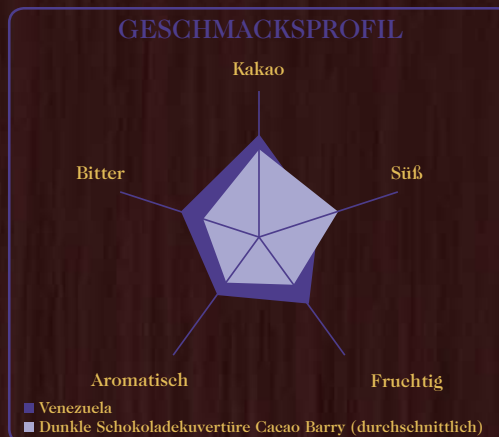 GESCHMACKSPROFIL
Kakao
Bitter
Süß
Aromatisch
Fruchtig
Venezuela
Dunkle Schokoladekuvertüre Cacao Barry (durchschnittlich)